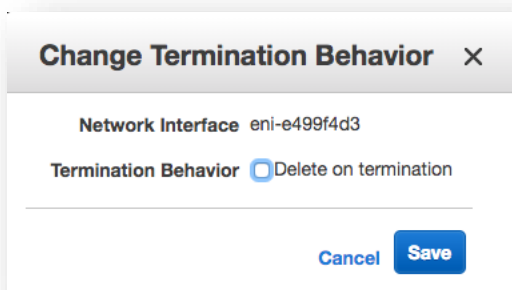 Change Termination Behavior ×
Network Interface eni-e499f4d3
Termination Behavior Delete on termination
Cancel Save